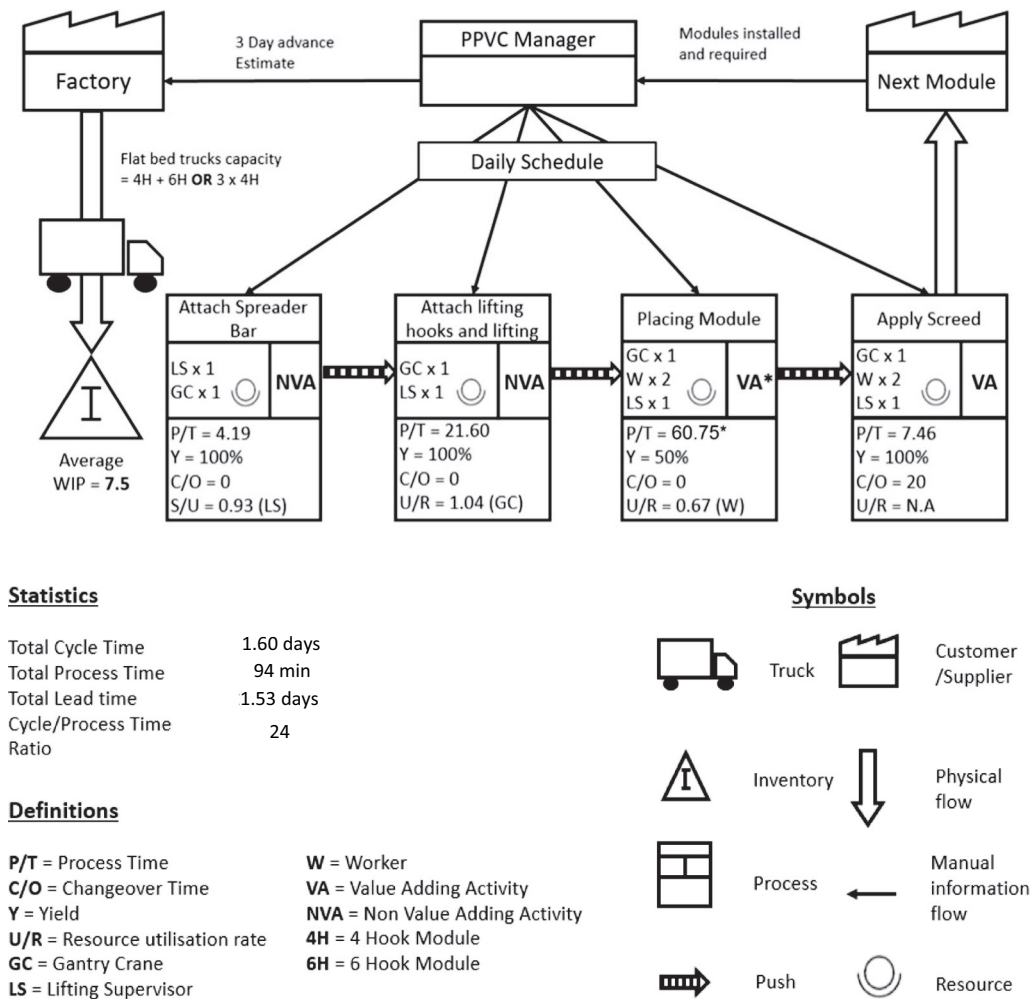 3 Day advance
Estimate
PPVC Manager
Modules installed
and required
Factory
Next Module
Flat bed trucks capacity
= 4H + 6H OR 3 x 4H
Daily Schedule
Attach Spreader
Bar
LS x 1
GC x 1
NVA
P/T = 4.19
Y = 100%
C/O = 0
S/U = 0.93 (LS)
Attach lifting
hooks and lifting
GC x 1
LS x 1
NVA
P/T = 21.60
Y = 100%
C/O = 0
U/R = 1.04 (GC)
Placing Module
GC x 1
W x 2
LS x 1
VA*
P/T = 60.75*
Y = 50%
C/O = 0
U/R = 0.67 (W)
Apply Screed
GC x 1
W x 2
LS x 1
VA
P/T = 7.46
Y = 100%
C/O = 20
U/R = N.A
I
Average
WIP = 7.5
Statistics
Total Cycle Time 1.60 days
Total Process Time 94 min
Total Lead time 1.53 days
Cycle/Process Time
Ratio
24
Definitions
P/T = Process Time
C/O = Changeover Time
Y = Yield
U/R = Resource utilisation rate
GC = Gantry Crane
LS = Lifting Supervisor
W = Worker
VA = Value Adding Activity
NVA = Non Value Adding Activity
4H = 4 Hook Module
6H = 6 Hook Module
Symbols
Truck
Customer
/Supplier
I
Inventory
Physical
flow
Process
Manual
information
flow
Push
Resource